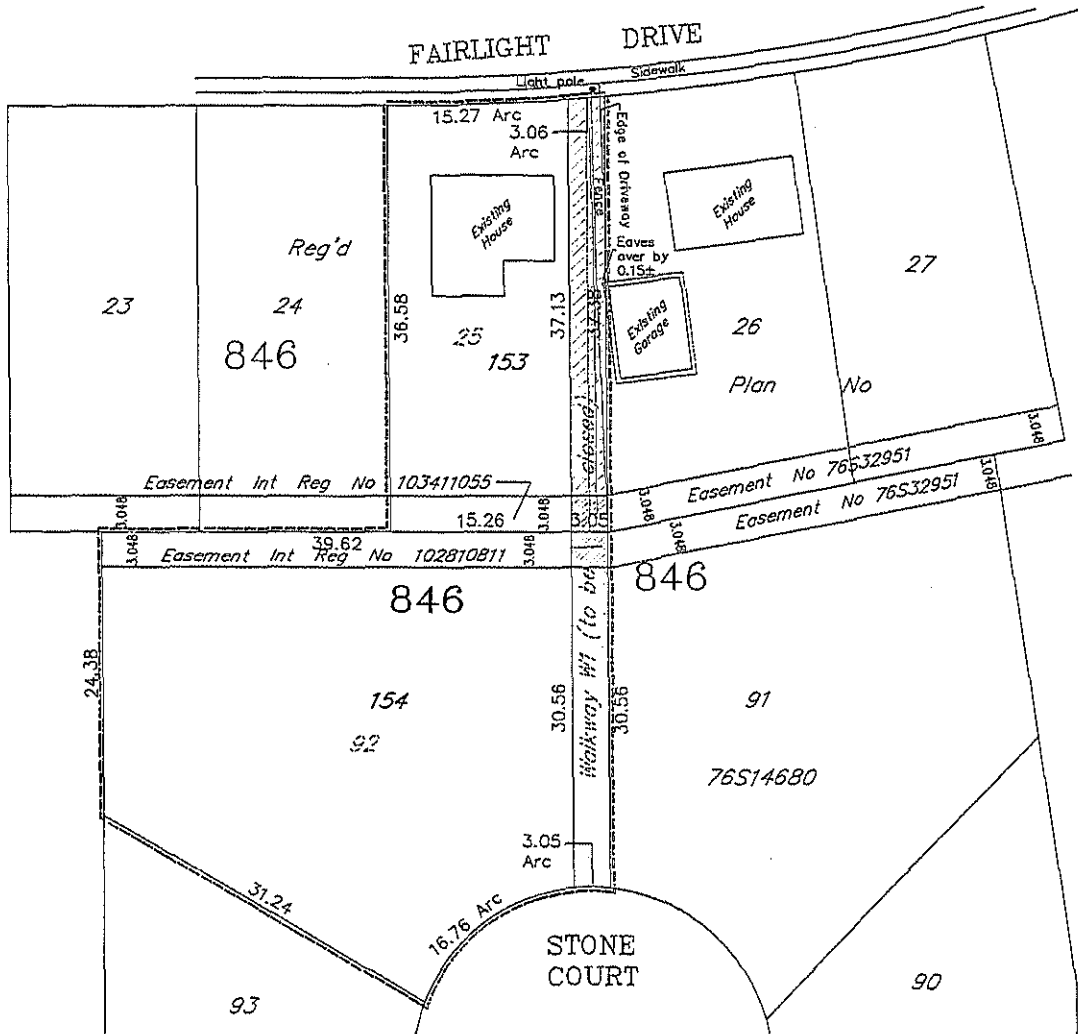 FAIRLIGHT DRIVE
Light pole
Sidewalk
15.27 Arc
3.06
Arc
Edge of Driveway
Fence
Existing
House
Existing
House
Reg'd
Eaves
over by
0.15±
23
24
36.58
25
37.13
Existing
Garage
26
27
846
153
Plan No
closed)
3.048
Easement Int Reg No 103411055
Easement No 76S32951
3.048
15.26
3.048
3.05
3.048
Easement No 76S32951
3.048
39.62
3.048
Easement Int Reg No 102810811
3.048
3.048
846
846
Walkway W1 (to be
24.38
154
30.56
30.56
91
92
76S14680
3.05
Arc
31.24
16.76 Arc
STONE
COURT
93
90